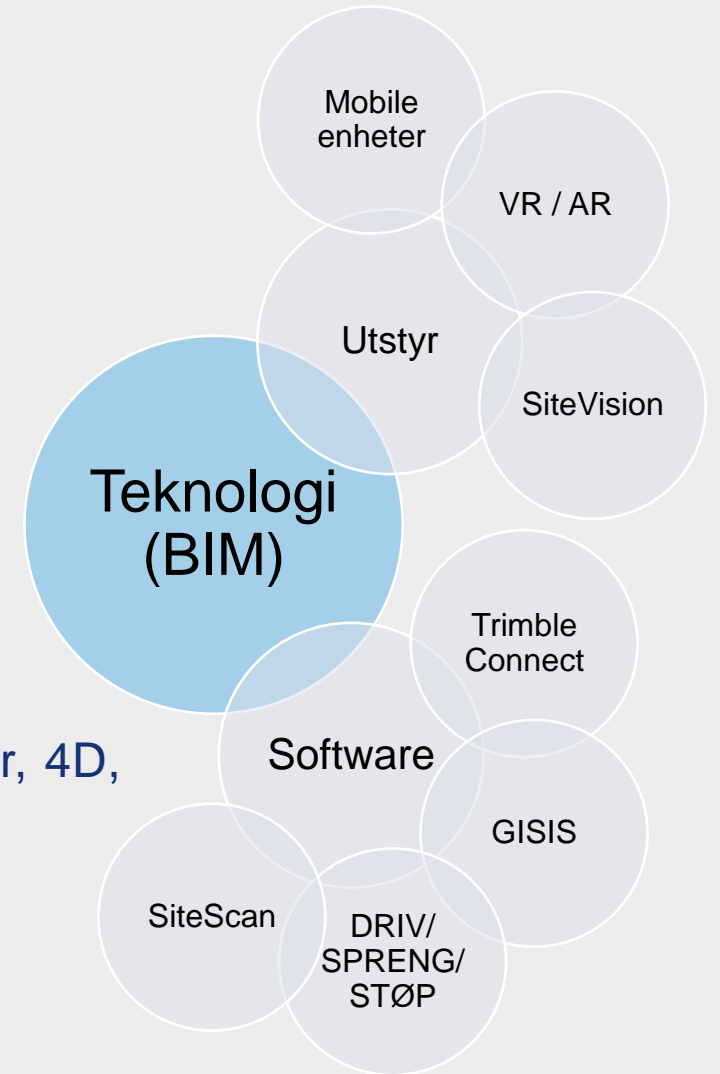 Mobile
enheter
VR / AR
Utstyr
SiteVision
Teknologi
(BIM)
Trimble
Connect
r, 4D,
Software
GISIS
SiteScan
DRIV/
SPRENG/
STØP